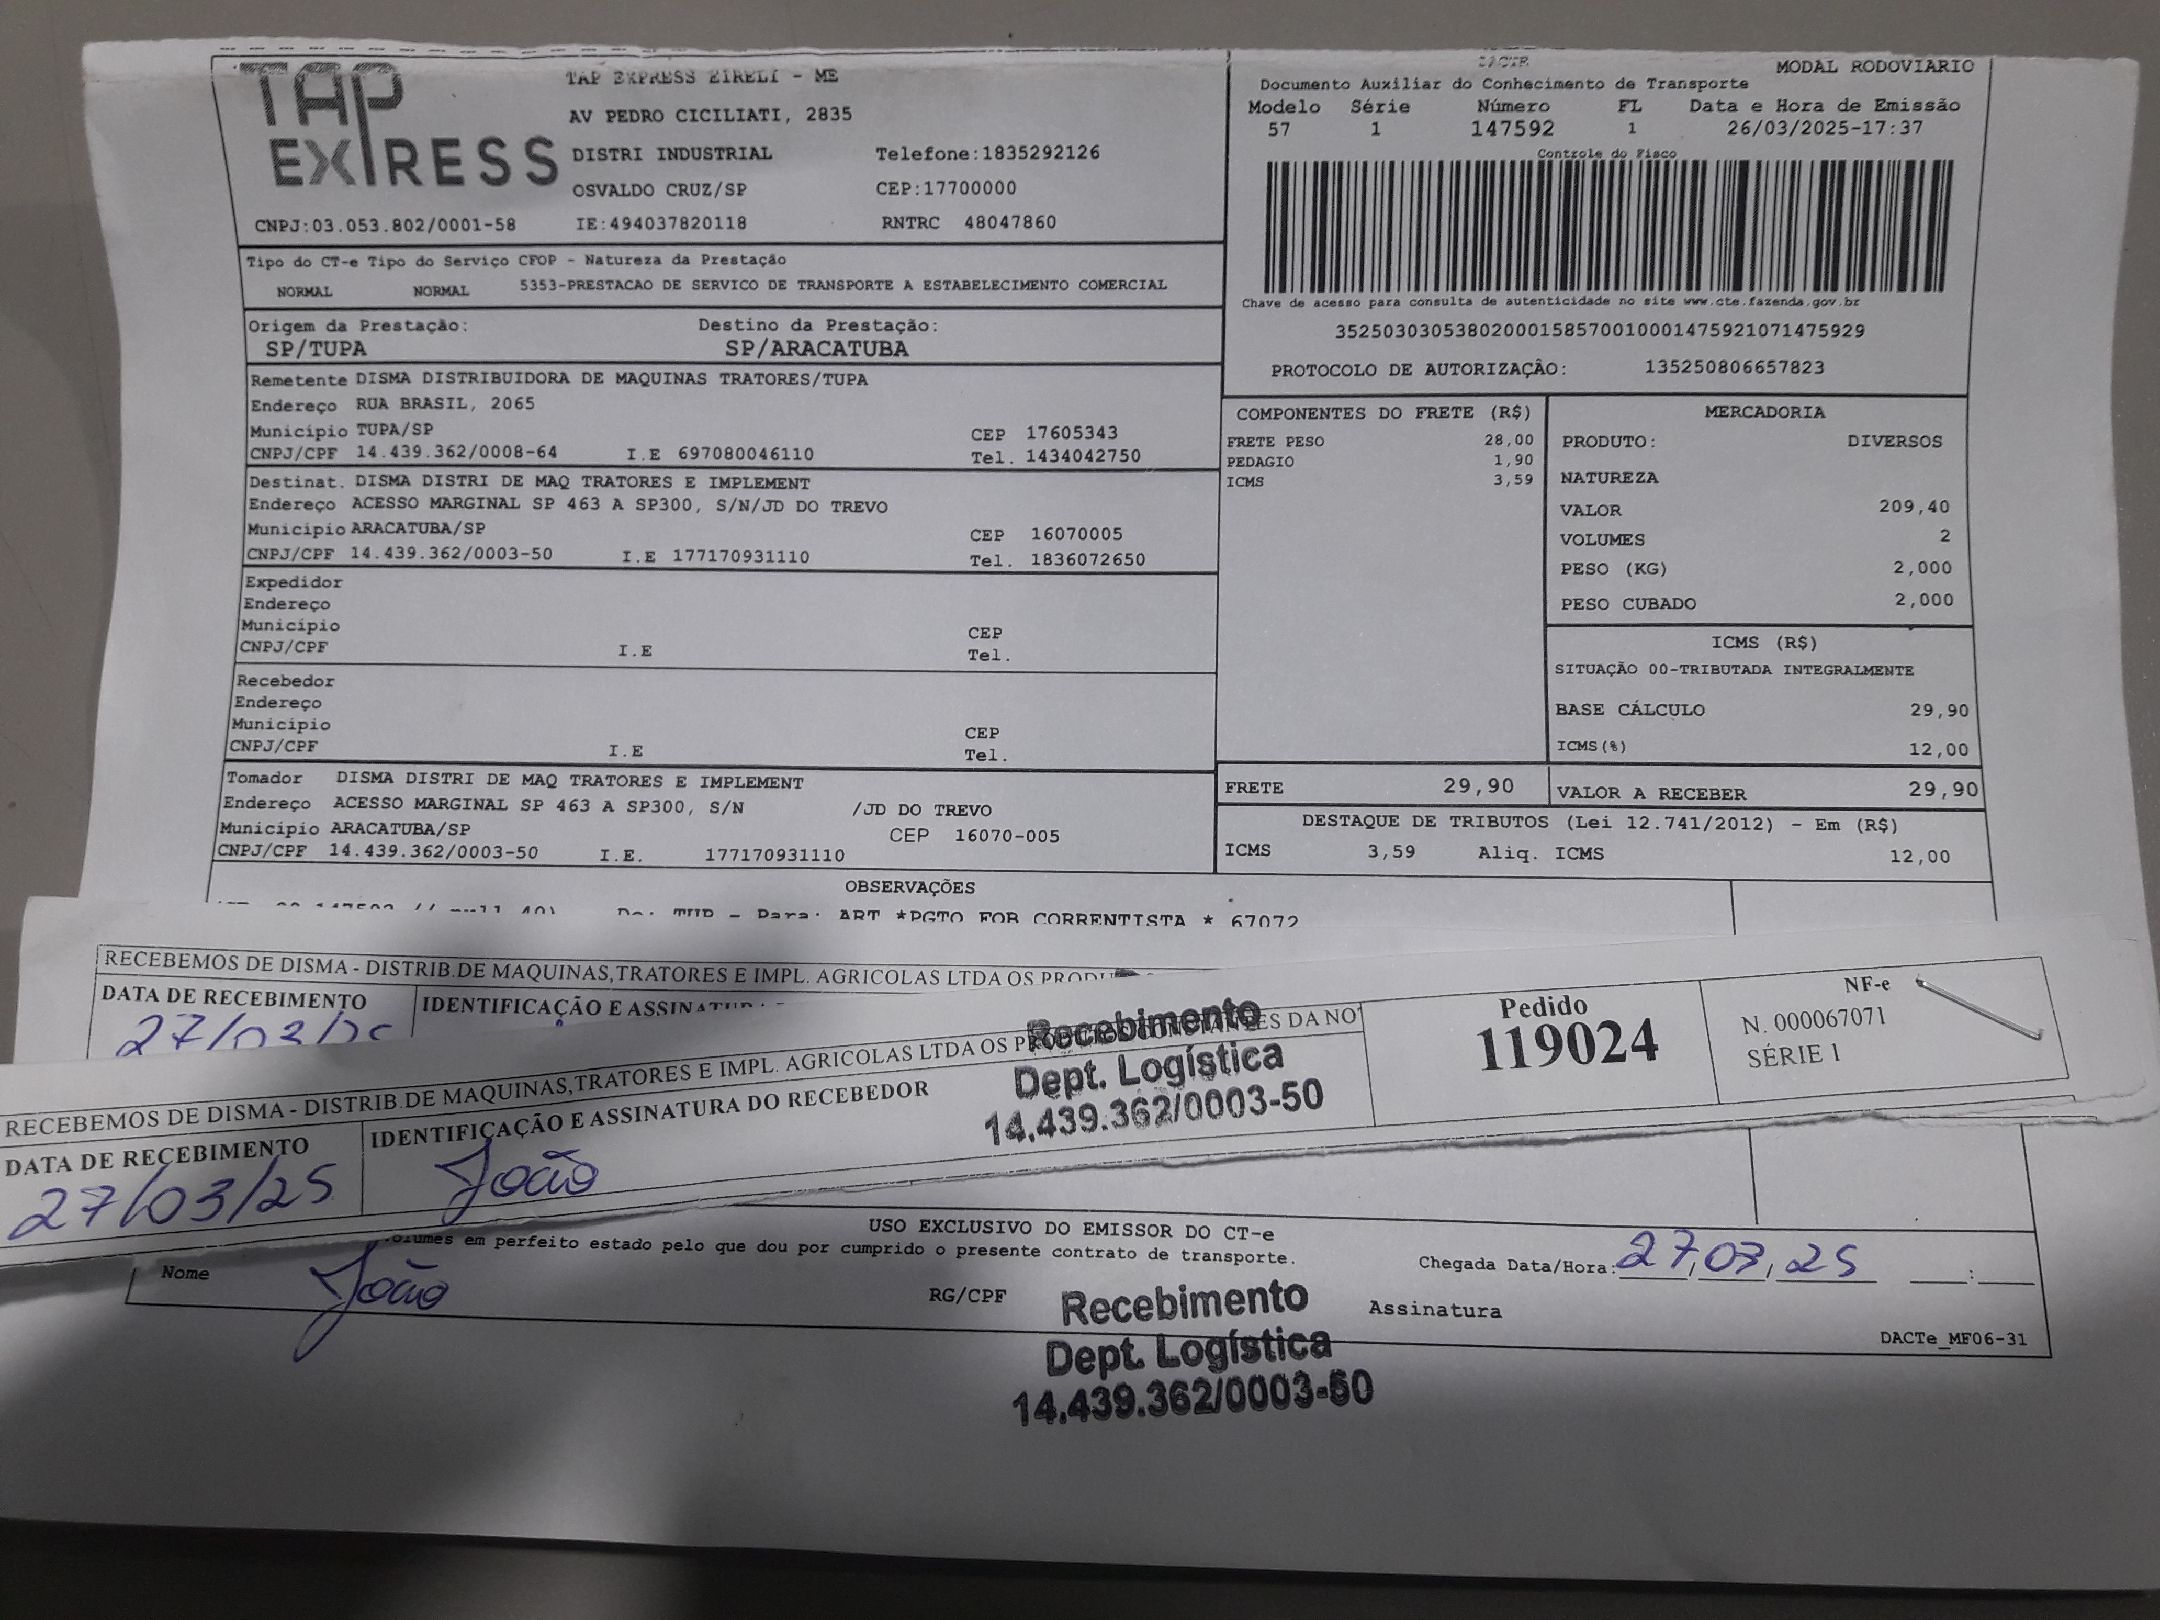 TAP
EXPRESS
TAP EXPRESS EIRELI - ME
AV PEDRO CICILIATI, 2835
DISTRI INDUSTRIAL Telefone:1835292126
OSVALDO CRUZ/SP CEP:17700000
CNPJ:03.053.802/0001-58 IE:494037820118 RNTRC 48047860
DACTE MODAL RODOVIARIO
Documento Auxiliar do Conhecimento de Transporte
Modelo Série Número FL Data e Hora de Emissão
57 1 147592 1 26/03/2025-17:37
Controle do Fisco
Chave de acesso para consulta de autenticidade no site www.cte.fazenda.gov.br
35250303053802000158570010001475921071475929
PROTOCOLO DE AUTORIZAÇÃO: 135250806657823
Tipo do CT-e Tipo do Serviço CFOP - Natureza da Prestação
NORMAL NORMAL 5353-PRESTACAO DE SERVICO DE TRANSPORTE A ESTABELECIMENTO COMERCIAL
Origem da Prestação: Destino da Prestação:
SP/TUPA SP/ARACATUBA
Remetente DISMA DISTRIBUIDORA DE MAQUINAS TRATORES/TUPA
Endereço RUA BRASIL, 2065
Município TUPA/SP CEP 17605343
CNPJ/CPF 14.439.362/0008-64 I.E 697080046110 Tel. 1434042750
Destinat. DISMA DISTRI DE MAQ TRATORES E IMPLEMENT
Endereço ACESSO MARGINAL SP 463 A SP300, S/N/JD DO TREVO
Município ARACATUBA/SP CEP 16070005
CNPJ/CPF 14.439.362/0003-50 I.E 177170931110 Tel. 1836072650
Expedidor
Endereço
Município CEP
CNPJ/CPF I.E Tel.
Recebedor
Endereço
Município CEP
CNPJ/CPF I.E Tel.
Tomador DISMA DISTRI DE MAQ TRATORES E IMPLEMENT
Endereço ACESSO MARGINAL SP 463 A SP300, S/N /JD DO TREVO
Município ARACATUBA/SP CEP 16070-005
CNPJ/CPF 14.439.362/0003-50 I.E. 177170931110
COMPONENTES DO FRETE (R$)
FRETE PESO 28,00
PEDAGIO 1,90
ICMS 3,59
MERCADORIA
PRODUTO: DIVERSOS
NATUREZA
VALOR 209,40
VOLUMES 2
PESO (KG) 2,000
PESO CUBADO 2,000
ICMS (R$)
SITUAÇÃO 00-TRIBUTADA INTEGRALMENTE
BASE CÁLCULO 29,90
ICMS(%) 12,00
FRETE 29,90 VALOR A RECEBER 29,90
DESTAQUE DE TRIBUTOS (Lei 12.741/2012) - Em (R$)
ICMS 3,59 Aliq. ICMS 12,00
OBSERVAÇÕES
De: TUP - Para: ART *PGTO FOB CORRENTISTA * 67072
RECEBEMOS DE DISMA - DISTRIB.DE MAQUINAS,TRATORES E IMPL. AGRICOLAS LTDA OS
DATA DE RECEBIMENTO IDENTIFICAÇÃO E
27/03/25
RECEBEMOS DE DISMA - DISTRIB.DE MAQUINAS,TRATORES E IMPL. AGRICOLAS LTDA OS
DATA DE RECEBIMENTO IDENTIFICAÇÃO E ASSINATURA DO RECEBEDOR
27/03/25 João
Recebimento
Dept. Logística
14.439.362/0003-50
Pedido
119024
NF-e
N. 000067071
SÉRIE 1
USO EXCLUSIVO DO EMISSOR DO CT-e
volumes em perfeito estado pelo que dou por cumprido o presente contrato de transporte.
Nome João RG/CPF
Chegada Data/Hora: 27,03,25 :
Assinatura
Recebimento
Dept. Logística
14.439.362/0003-50
DACTe_MF06-31